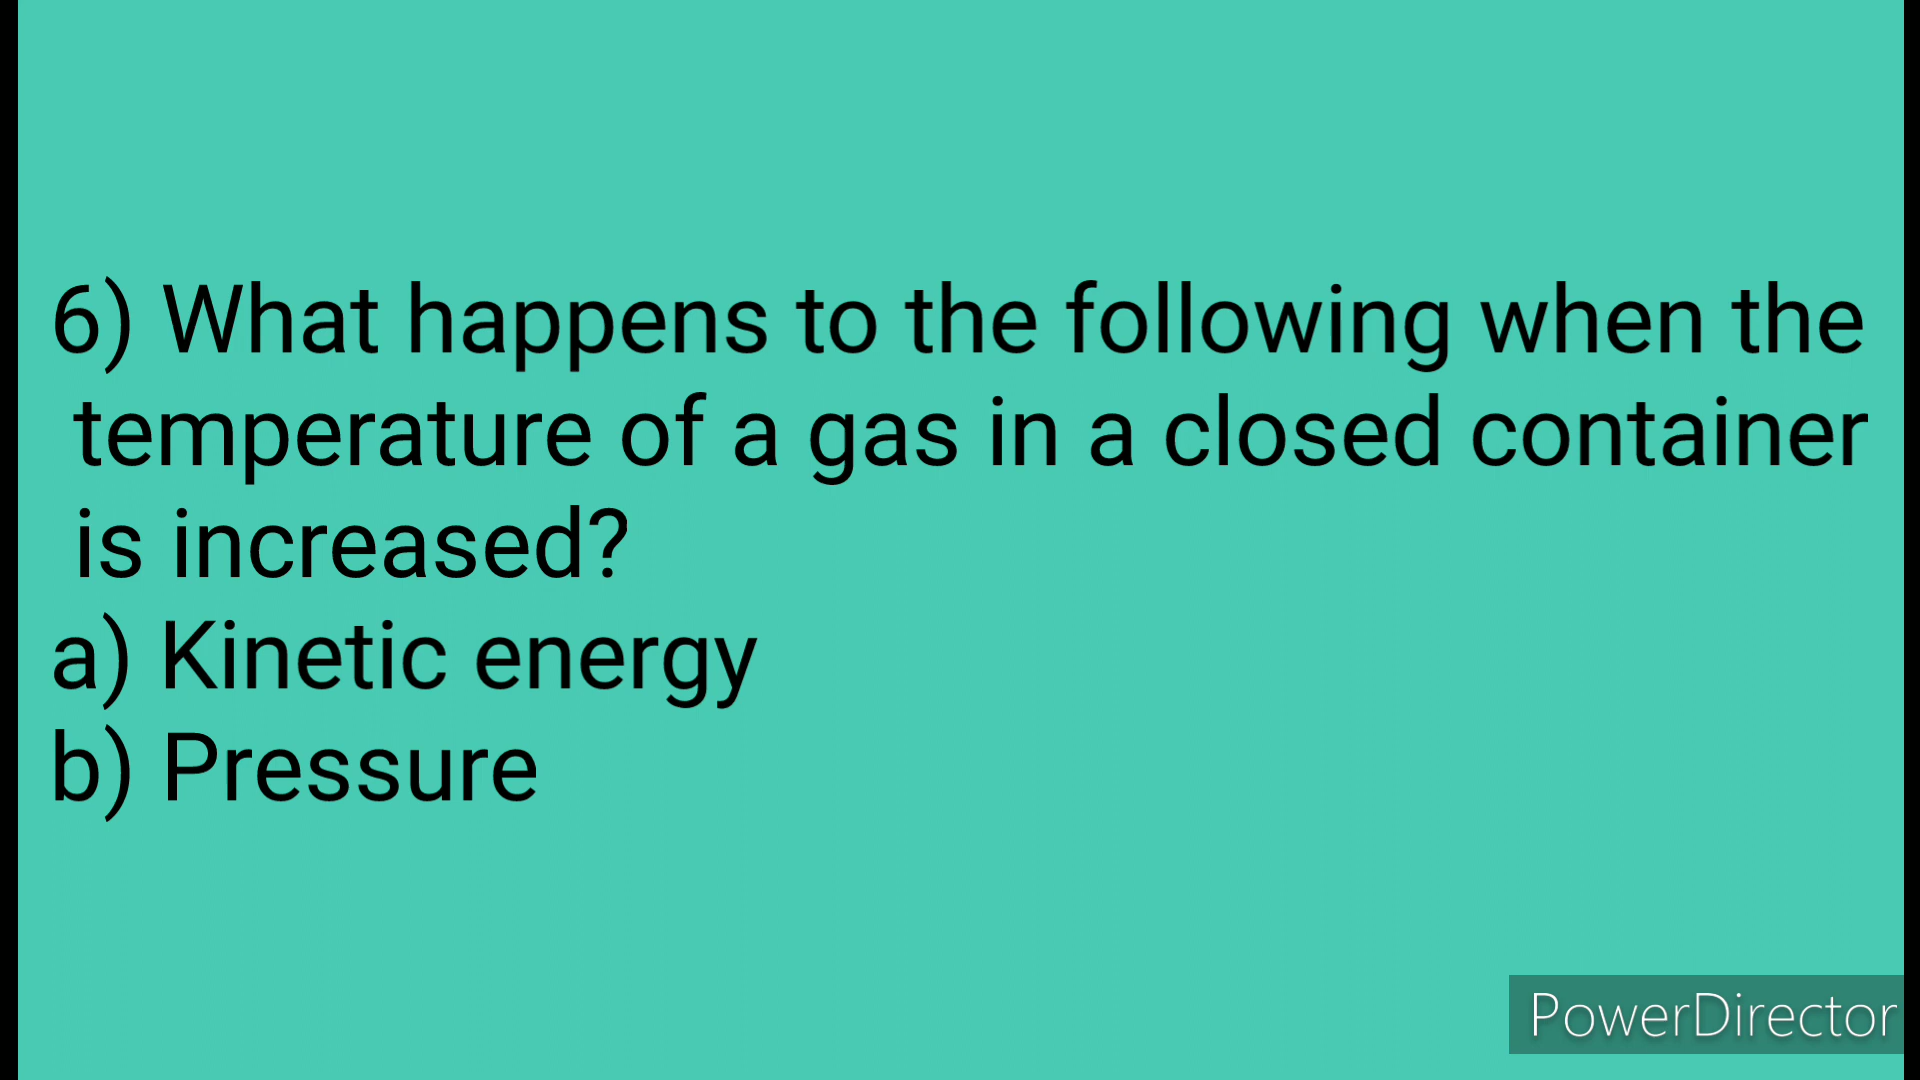 6) What happens to the following when the
temperature of a gas in a closed container
is increased?
a) Kinetic energy
b) Pressure
PowerDirector